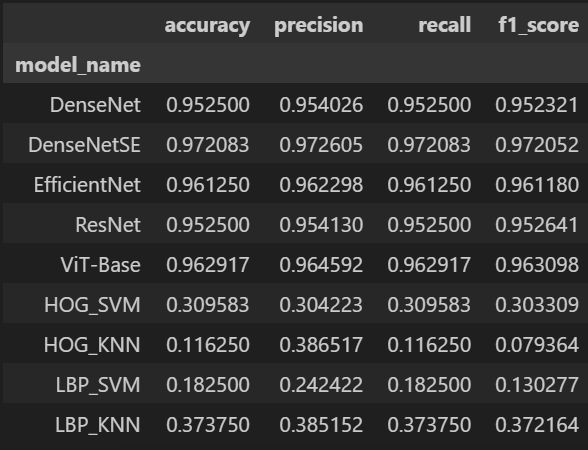 accuracy precision recall f1_score
model_name
DenseNet 0.952500 0.954026 0.952500 0.952321
DenseNetSE 0.972083 0.972605 0.972083 0.972052
EfficientNet 0.961250 0.962298 0.961250 0.961180
ResNet 0.952500 0.954130 0.952500 0.952641
ViT-Base 0.962917 0.964592 0.962917 0.963098
HOG_SVM 0.309583 0.304223 0.309583 0.303309
HOG_KNN 0.116250 0.386517 0.116250 0.079364
LBP_SVM 0.182500 0.242422 0.182500 0.130277
LBP_KNN 0.373750 0.385152 0.373750 0.372164